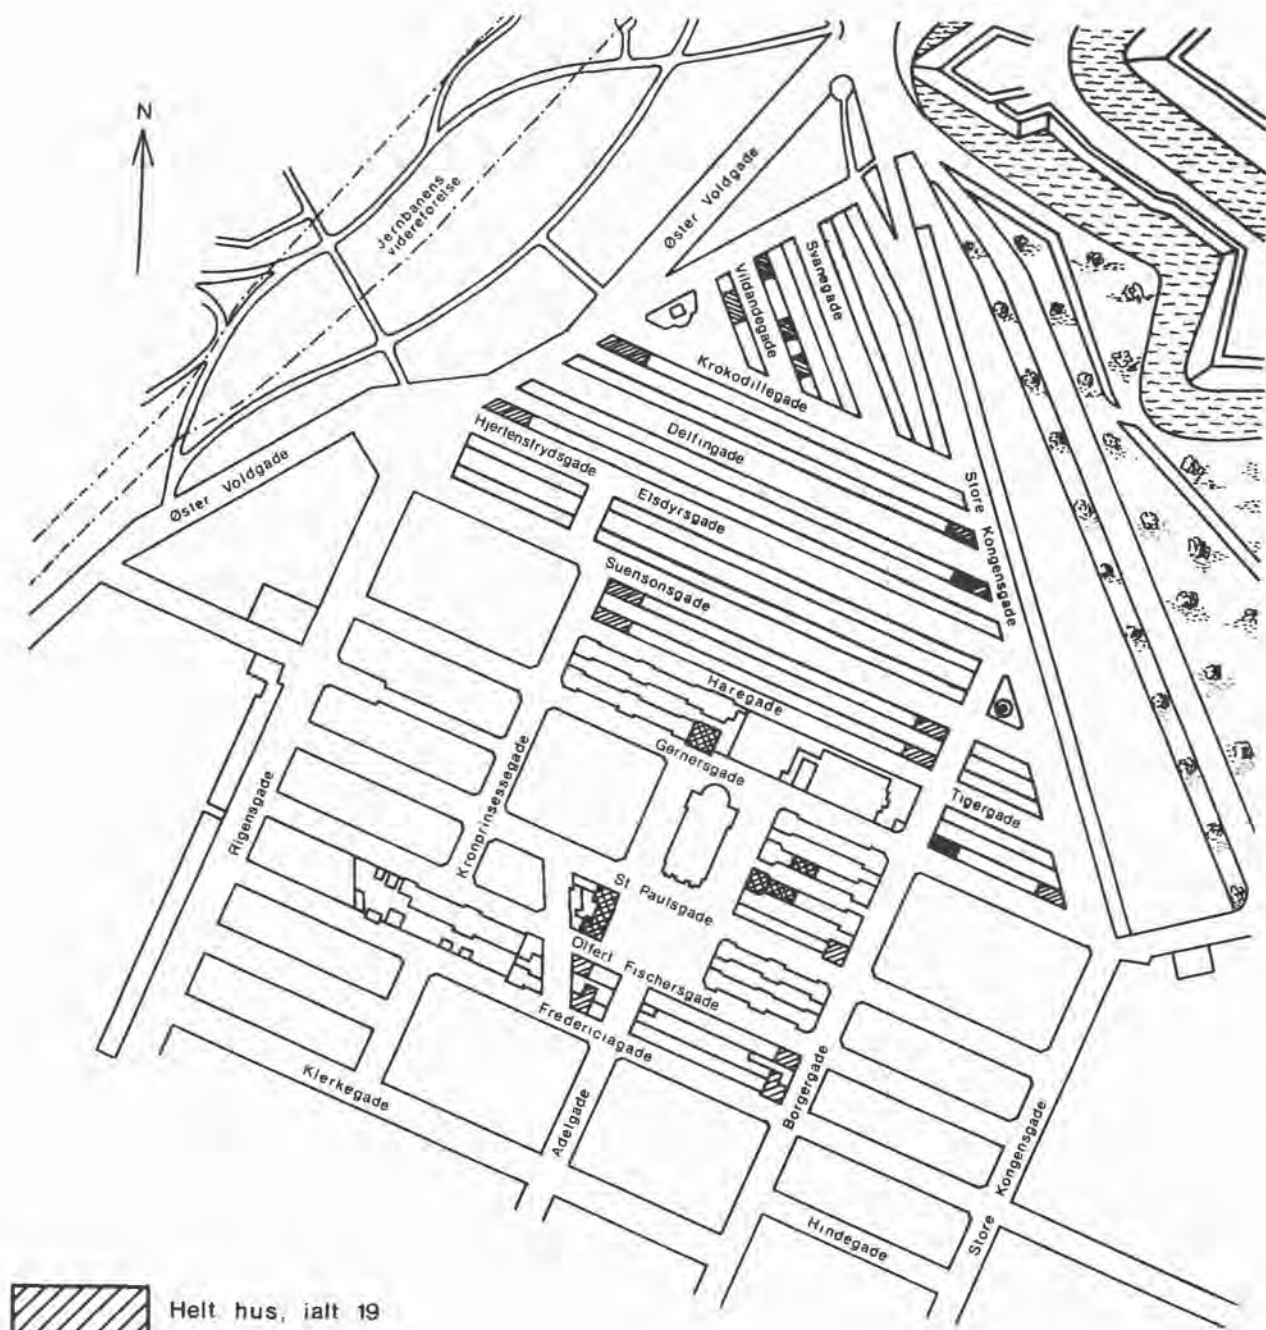 N
Jernbanens
videreførelse
Øster Voldgade
Svanegade
Vildandegade
Krokodillegade
Delfingade
Hjertensfrydsgade
Øster Voldgade
Elsdyrsgade
Store Kongensgade
Suensonsgade
Haregade
Gernersgade
Tigergade
Rigensgade
Kronprinsessegade
St Paulsgade
Olfert Fischersgade
Fredericiagade
Klerkegade
Adelgade
Borgergade
Hindegade
Store Kongensgade
Helt hus, ialt 19